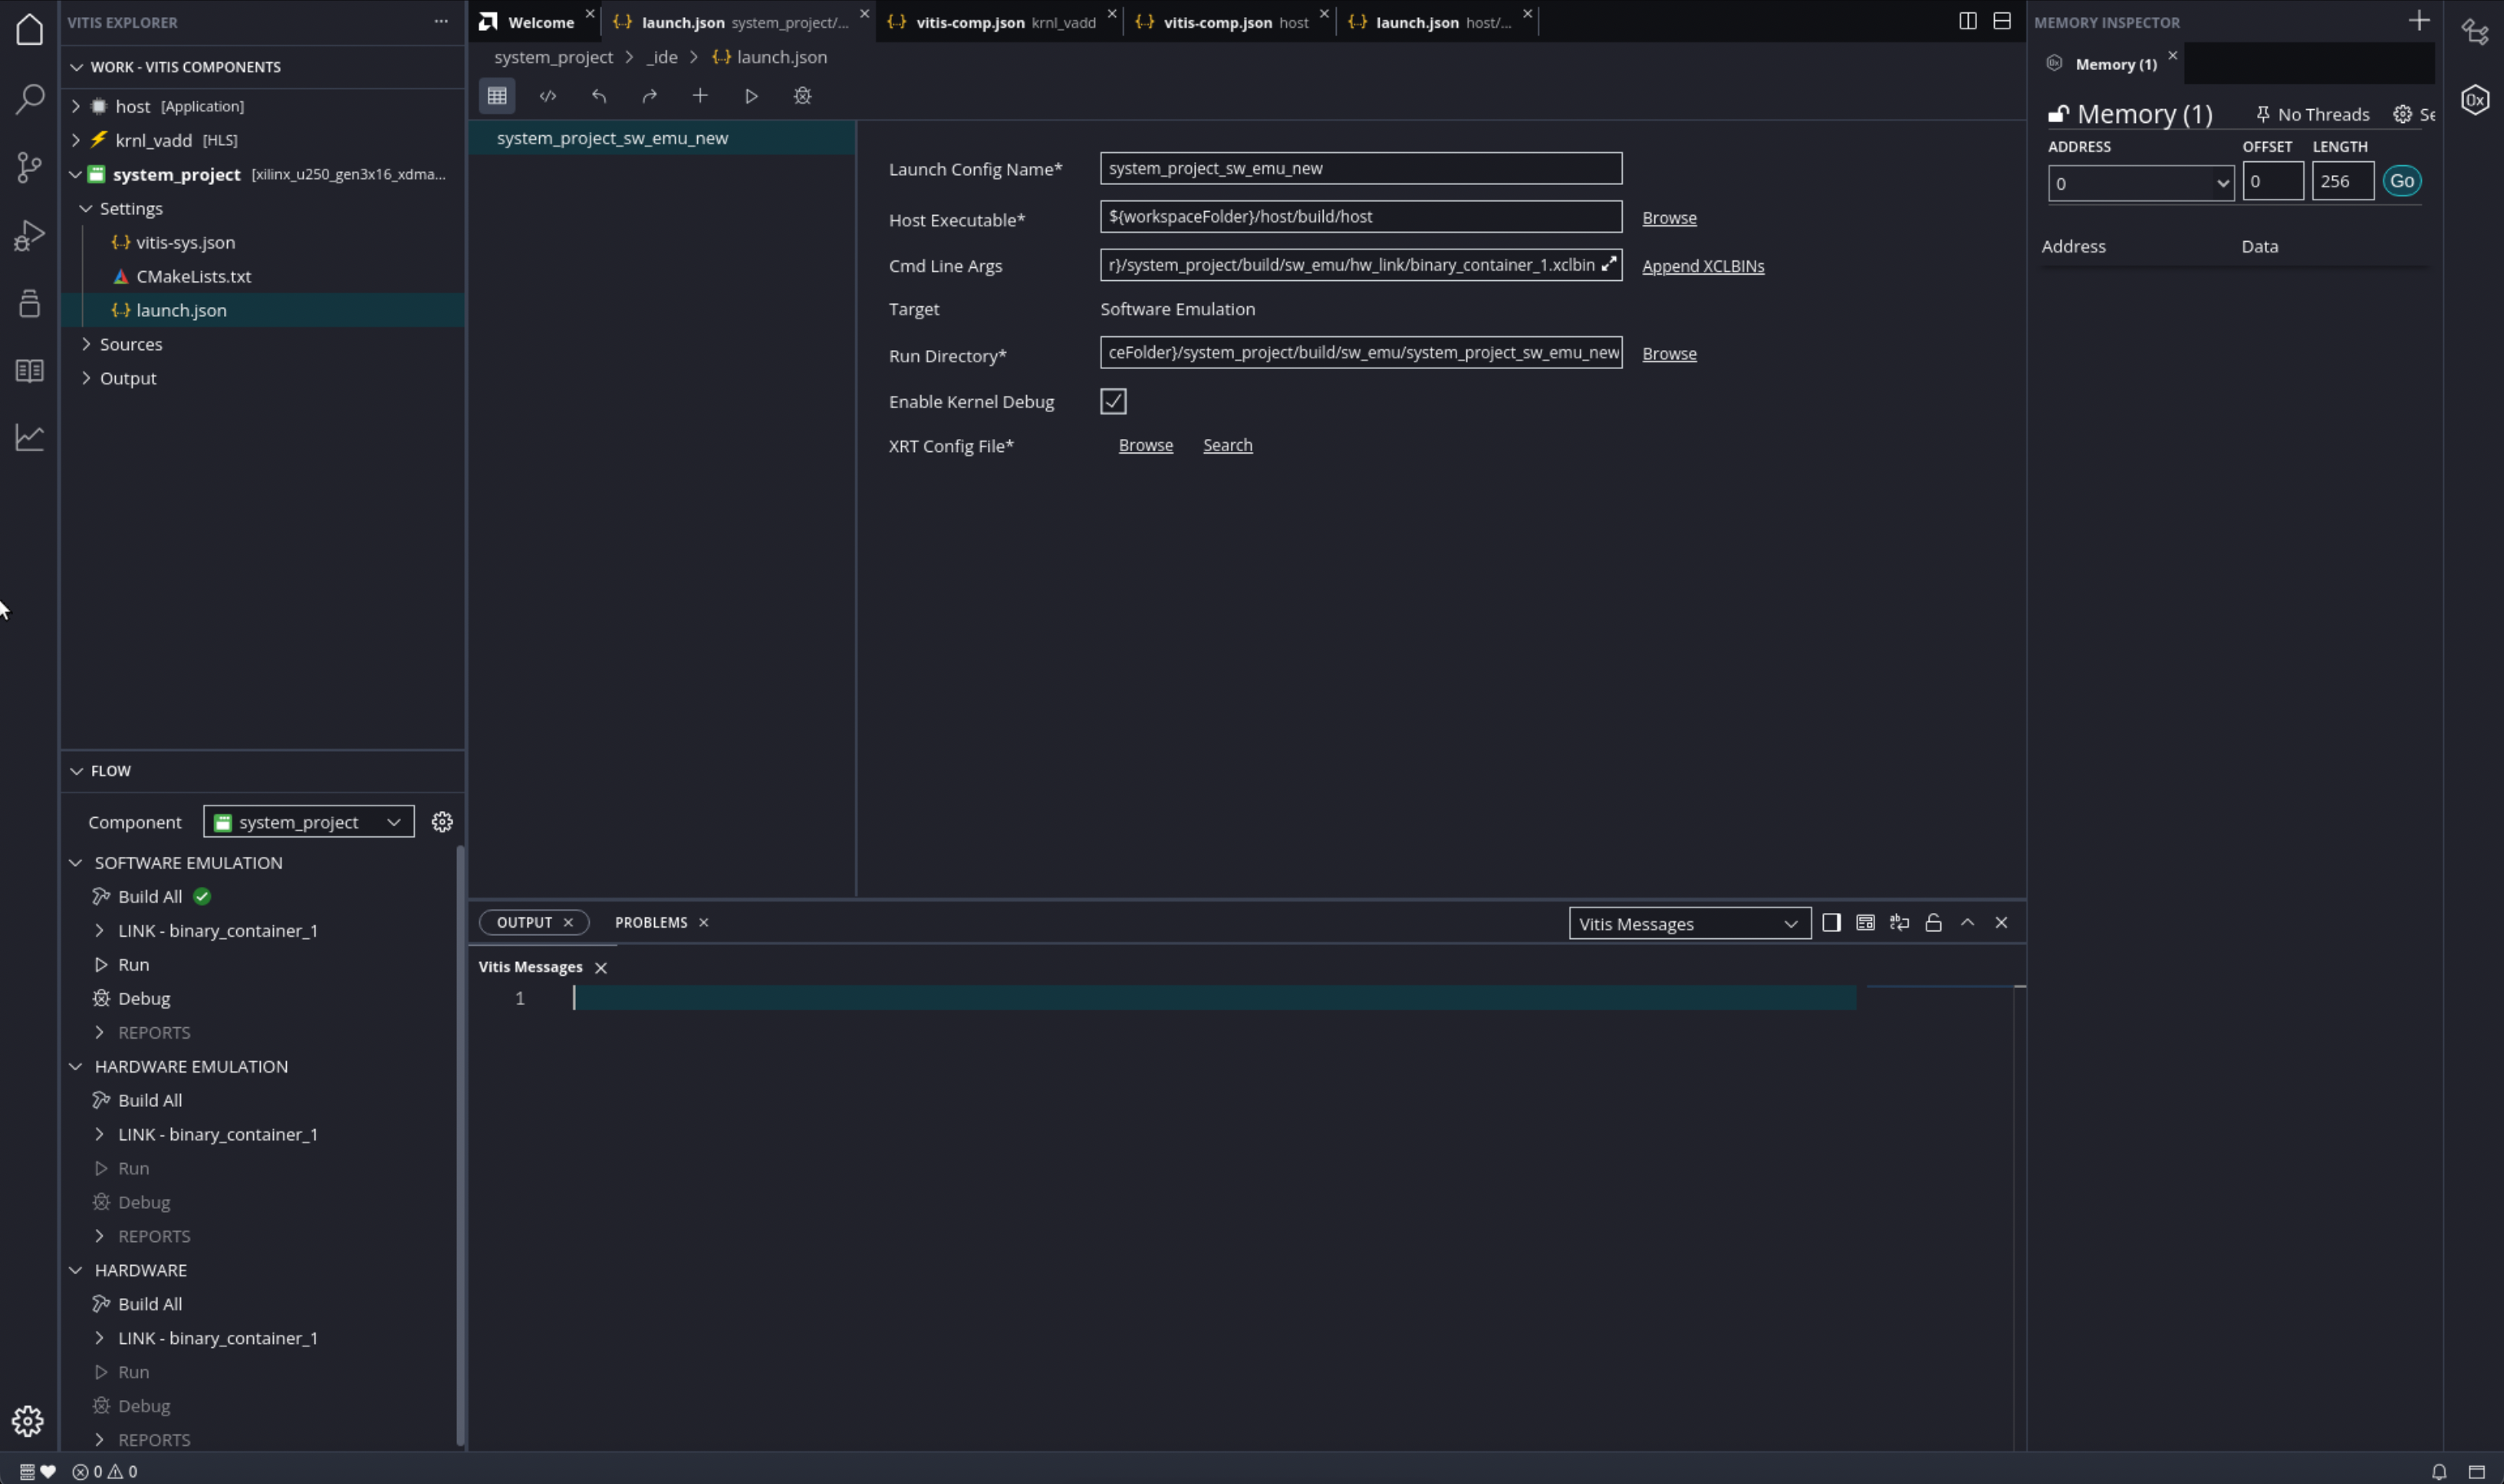 VITIS EXPLORER
WORK - VITIS COMPONENTS
host [Application]
krnl_vadd [HLS]
system_project [xilinx_u250_gen3x16_xdma...
Settings
vitis-sys.json
CMakeLists.txt
launch.json
Sources
Output
FLOW
Component system_project
SOFTWARE EMULATION
Build All
LINK - binary_container_1
Run
Debug
REPORTS
HARDWARE EMULATION
Build All
LINK - binary_container_1
Run
Debug
REPORTS
HARDWARE
Build All
LINK - binary_container_1
Run
Debug
REPORTS
0 0
Welcome
launch.json system_project/...
vitis-comp.json krnl_vadd
vitis-comp.json host
launch.json host/...
system_project > _ide > launch.json
system_project_sw_emu_new
Launch Config Name* system_project_sw_emu_new
Host Executable* ${workspaceFolder}/host/build/host Browse
Cmd Line Args r}/system_project/build/sw_emu/hw_link/binary_container_1.xclbin Append XCLBINs
Target Software Emulation
Run Directory* ceFolder}/system_project/build/sw_emu/system_project_sw_emu_new Browse
Enable Kernel Debug
XRT Config File* Browse Search
OUTPUT PROBLEMS Vitis Messages
Vitis Messages
1
MEMORY INSPECTOR
Memory (1)
Memory (1) No Threads Se
ADDRESS OFFSET LENGTH
0 0 256 Go
Address Data
0x